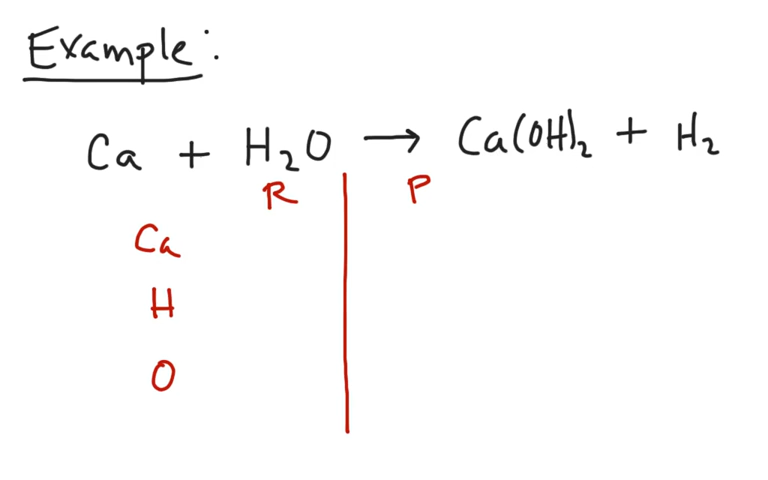 Example:
Ca + H₂O → Ca(OH)₂ + H₂
R P
Ca
H
O